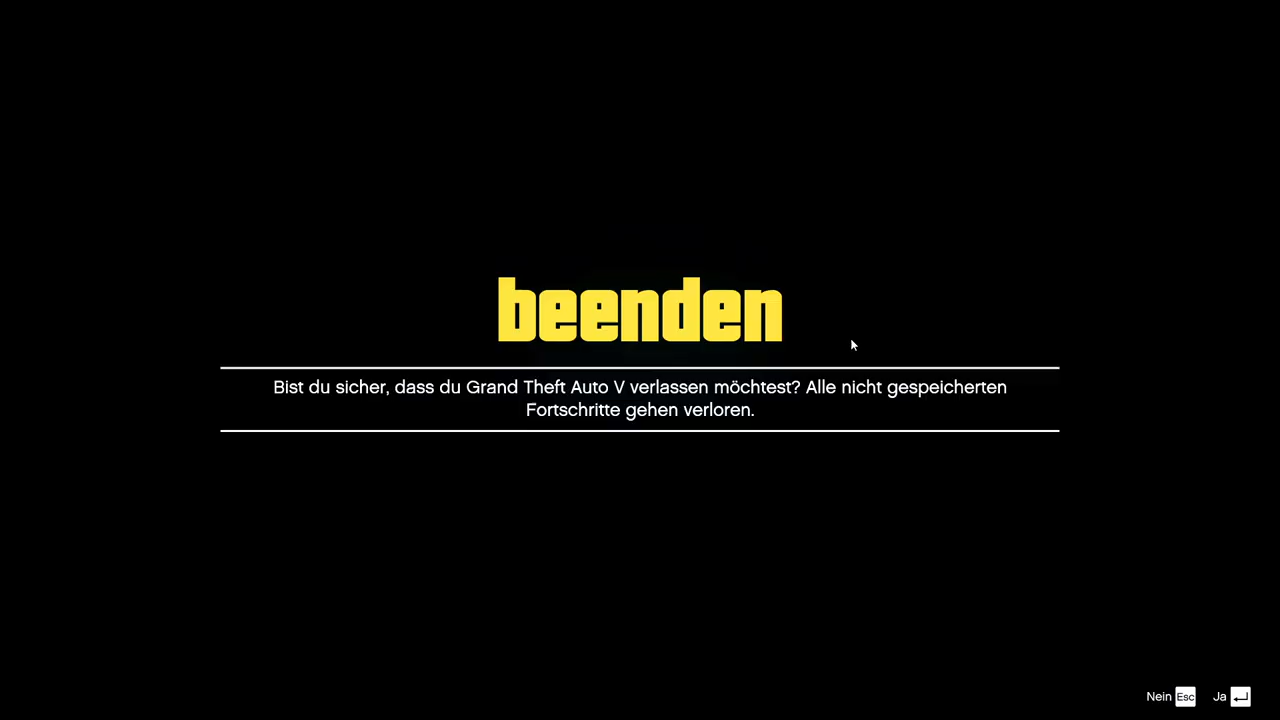 beenden
Bist du sicher, dass du Grand Theft Auto V verlassen möchtest? Alle nicht gespeicherten
Fortschritte gehen verloren.
Nein Esc Ja